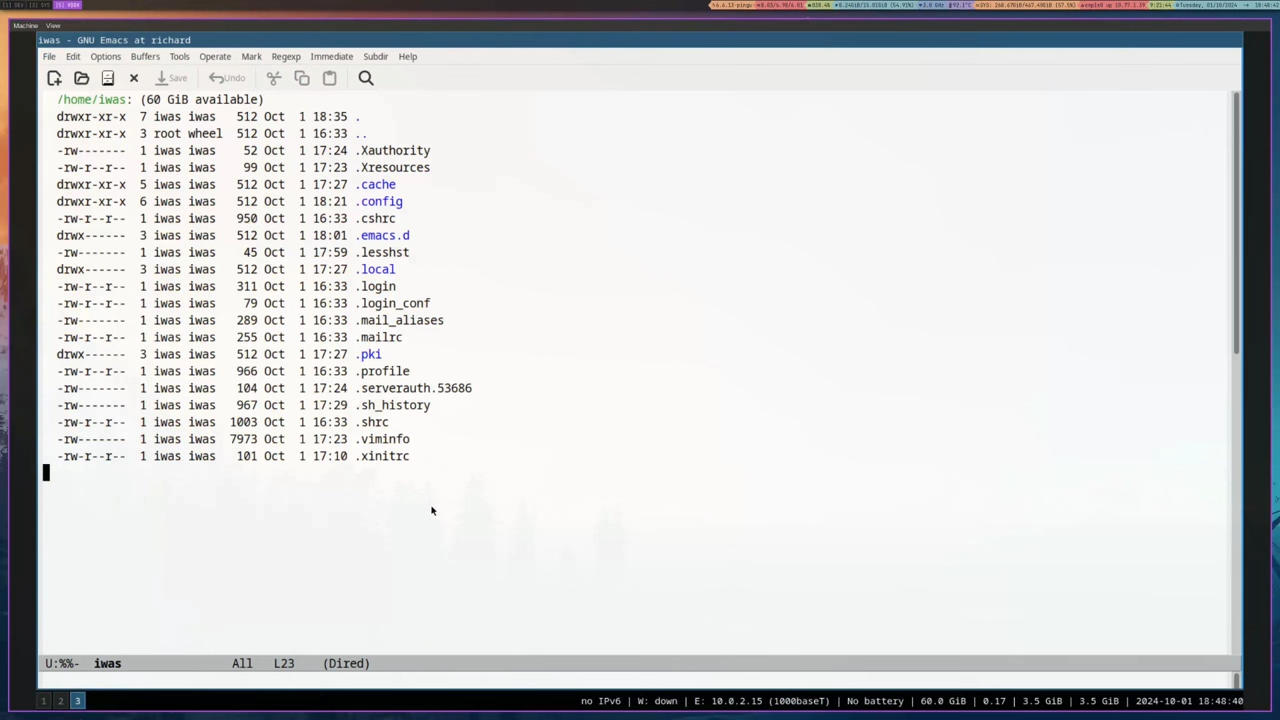 Machine View
iwas - GNU Emacs at richard
File Edit Options Buffers Tools Operate Mark Regexp Immediate Subdir Help
Save Undo
/home/iwas: (60 GiB available)
drwxr-xr-x 7 iwas iwas 512 Oct 1 18:35 .
drwxr-xr-x 3 root wheel 512 Oct 1 16:33 ..
-rw------- 1 iwas iwas 52 Oct 1 17:24 .Xauthority
-rw-r--r-- 1 iwas iwas 99 Oct 1 17:23 .Xresources
drwxr-xr-x 5 iwas iwas 512 Oct 1 17:27 .cache
drwxr-xr-x 6 iwas iwas 512 Oct 1 18:21 .config
-rw-r--r-- 1 iwas iwas 950 Oct 1 16:33 .cshrc
drwx------ 3 iwas iwas 512 Oct 1 18:01 .emacs.d
-rw------- 1 iwas iwas 45 Oct 1 17:59 .lesshst
drwx------ 3 iwas iwas 512 Oct 1 17:27 .local
-rw-r--r-- 1 iwas iwas 311 Oct 1 16:33 .login
-rw-r--r-- 1 iwas iwas 79 Oct 1 16:33 .login_conf
-rw------- 1 iwas iwas 289 Oct 1 16:33 .mail_aliases
-rw-r--r-- 1 iwas iwas 255 Oct 1 16:33 .mailrc
drwx------ 3 iwas iwas 512 Oct 1 17:27 .pki
-rw-r--r-- 1 iwas iwas 966 Oct 1 16:33 .profile
-rw------- 1 iwas iwas 104 Oct 1 17:24 .serverauth.53686
-rw------- 1 iwas iwas 967 Oct 1 17:29 .sh_history
-rw-r--r-- 1 iwas iwas 1003 Oct 1 16:33 .shrc
-rw------- 1 iwas iwas 7973 Oct 1 17:23 .viminfo
-rw-r--r-- 1 iwas iwas 101 Oct 1 17:10 .xinitrc
U:%%- iwas All L23 (Dired)
1 2 3 no IPv6 | W: down | E: 10.0.2.15 (1000baseT) | No battery | 60.0 GiB | 0.17 | 3.5 GiB | 3.5 GiB | 2024-10-01 18:48:40